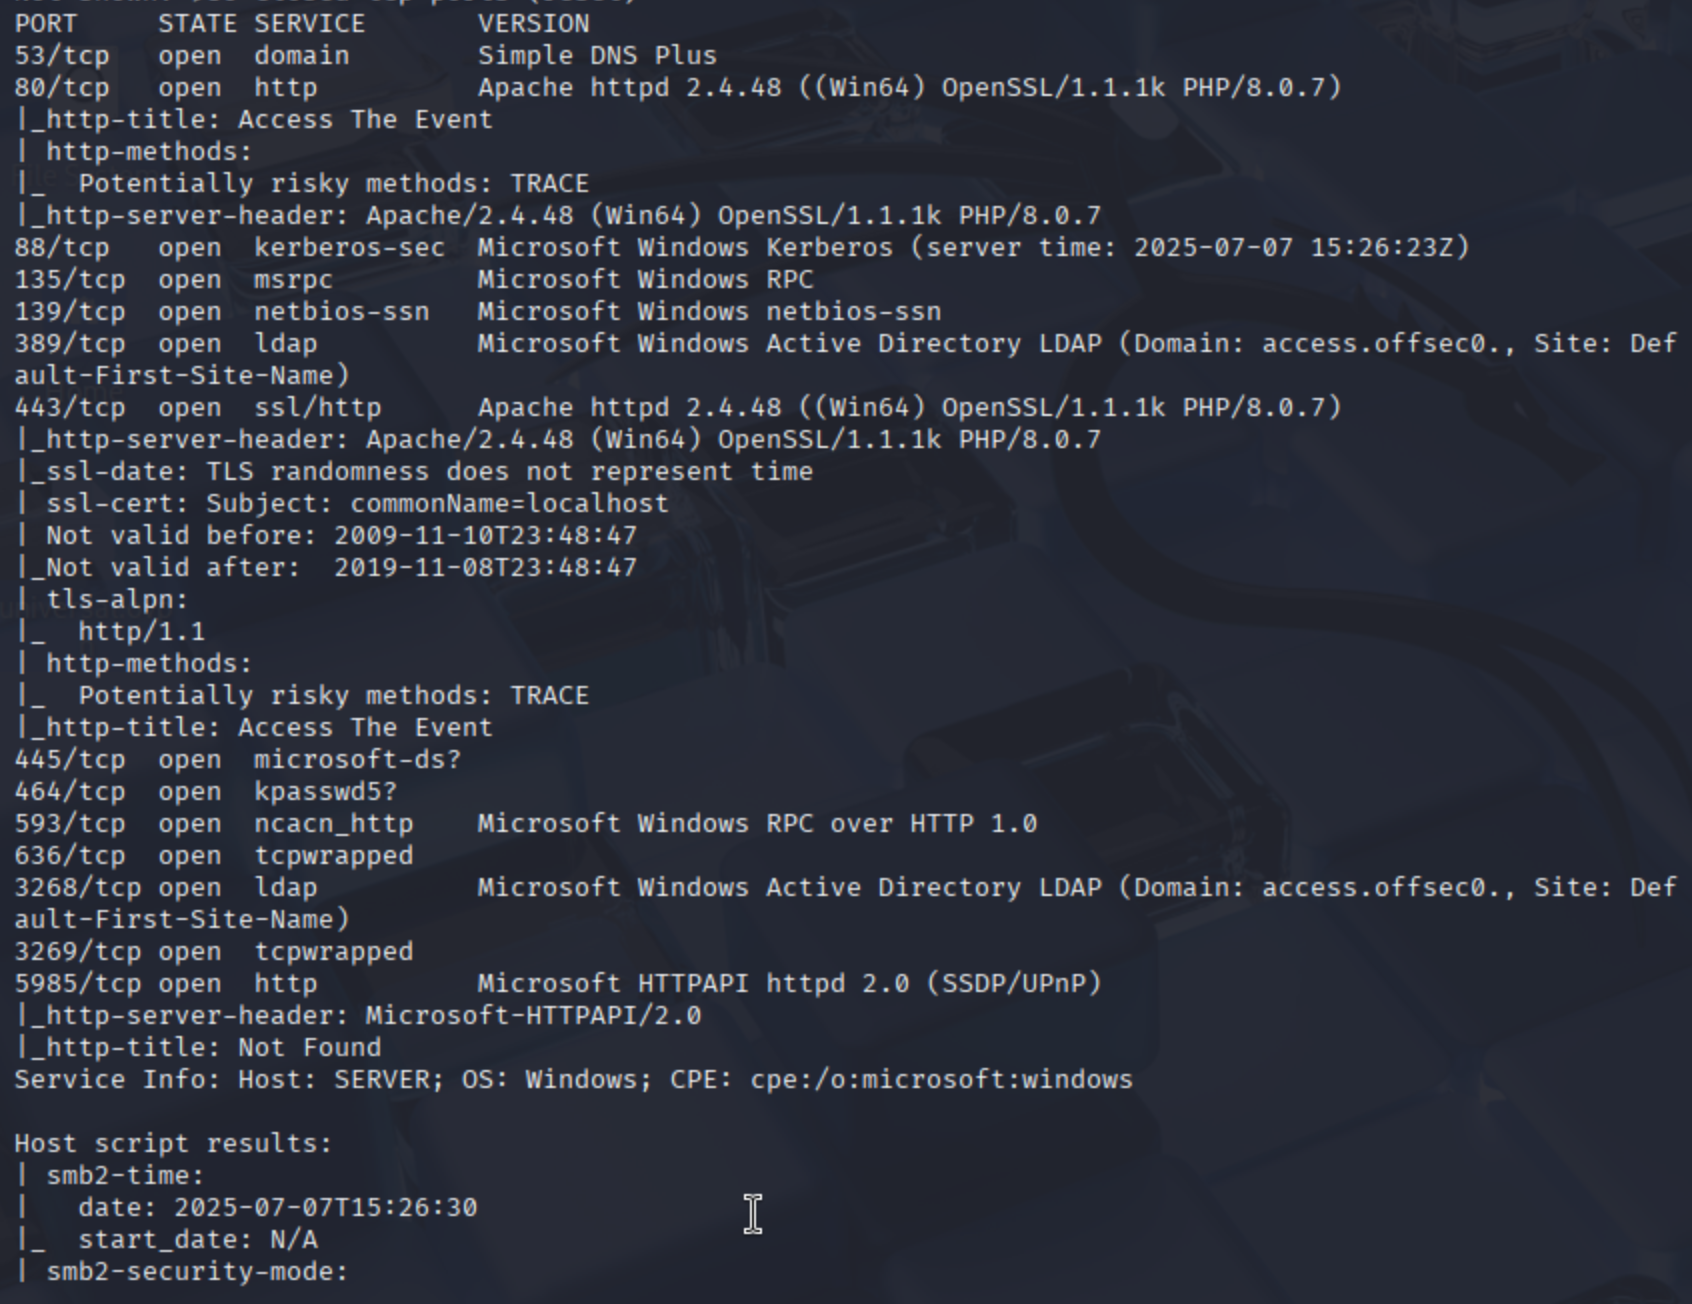 PORT     STATE SERVICE       VERSION
53/tcp   open  domain        Simple DNS Plus
80/tcp   open  http          Apache httpd 2.4.48 ((Win64) OpenSSL/1.1.1k PHP/8.0.7)
|_http-title: Access The Event
| http-methods:
|_  Potentially risky methods: TRACE
|_http-server-header: Apache/2.4.48 (Win64) OpenSSL/1.1.1k PHP/8.0.7
88/tcp   open  kerberos-sec  Microsoft Windows Kerberos (server time: 2025-07-07 15:26:23Z)
135/tcp  open  msrpc         Microsoft Windows RPC
139/tcp  open  netbios-ssn   Microsoft Windows netbios-ssn
389/tcp  open  ldap          Microsoft Windows Active Directory LDAP (Domain: access.offsec0., Site: Def
ault-First-Site-Name)
443/tcp  open  ssl/http      Apache httpd 2.4.48 ((Win64) OpenSSL/1.1.1k PHP/8.0.7)
|_http-server-header: Apache/2.4.48 (Win64) OpenSSL/1.1.1k PHP/8.0.7
|_ssl-date: TLS randomness does not represent time
| ssl-cert: Subject: commonName=localhost
| Not valid before: 2009-11-10T23:48:47
|_Not valid after:  2019-11-08T23:48:47
| tls-alpn:
|_  http/1.1
| http-methods:
|_  Potentially risky methods: TRACE
|_http-title: Access The Event
445/tcp  open  microsoft-ds?
464/tcp  open  kpasswd5?
593/tcp  open  ncacn_http    Microsoft Windows RPC over HTTP 1.0
636/tcp  open  tcpwrapped
3268/tcp open  ldap          Microsoft Windows Active Directory LDAP (Domain: access.offsec0., Site: Def
ault-First-Site-Name)
3269/tcp open  tcpwrapped
5985/tcp open  http          Microsoft HTTPAPI httpd 2.0 (SSDP/UPnP)
|_http-server-header: Microsoft-HTTPAPI/2.0
|_http-title: Not Found
Service Info: Host: SERVER; OS: Windows; CPE: cpe:/o:microsoft:windows

Host script results:
| smb2-time:
|   date: 2025-07-07T15:26:30
|_  start_date: N/A
| smb2-security-mode: